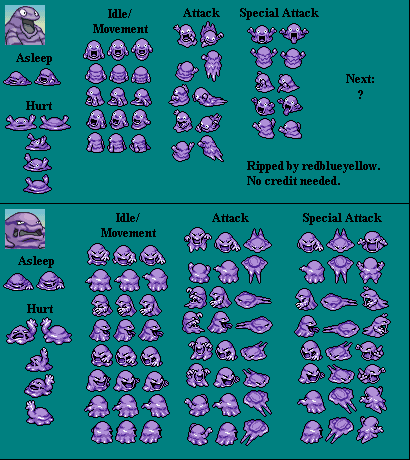 Idle/
Movement
Attack
Special Attack
Asleep
Hurt
Next:
?
Ripped by redblueyellow.
No credit needed.
Idle/
Movement
Attack
Special Attack
Asleep
Hurt